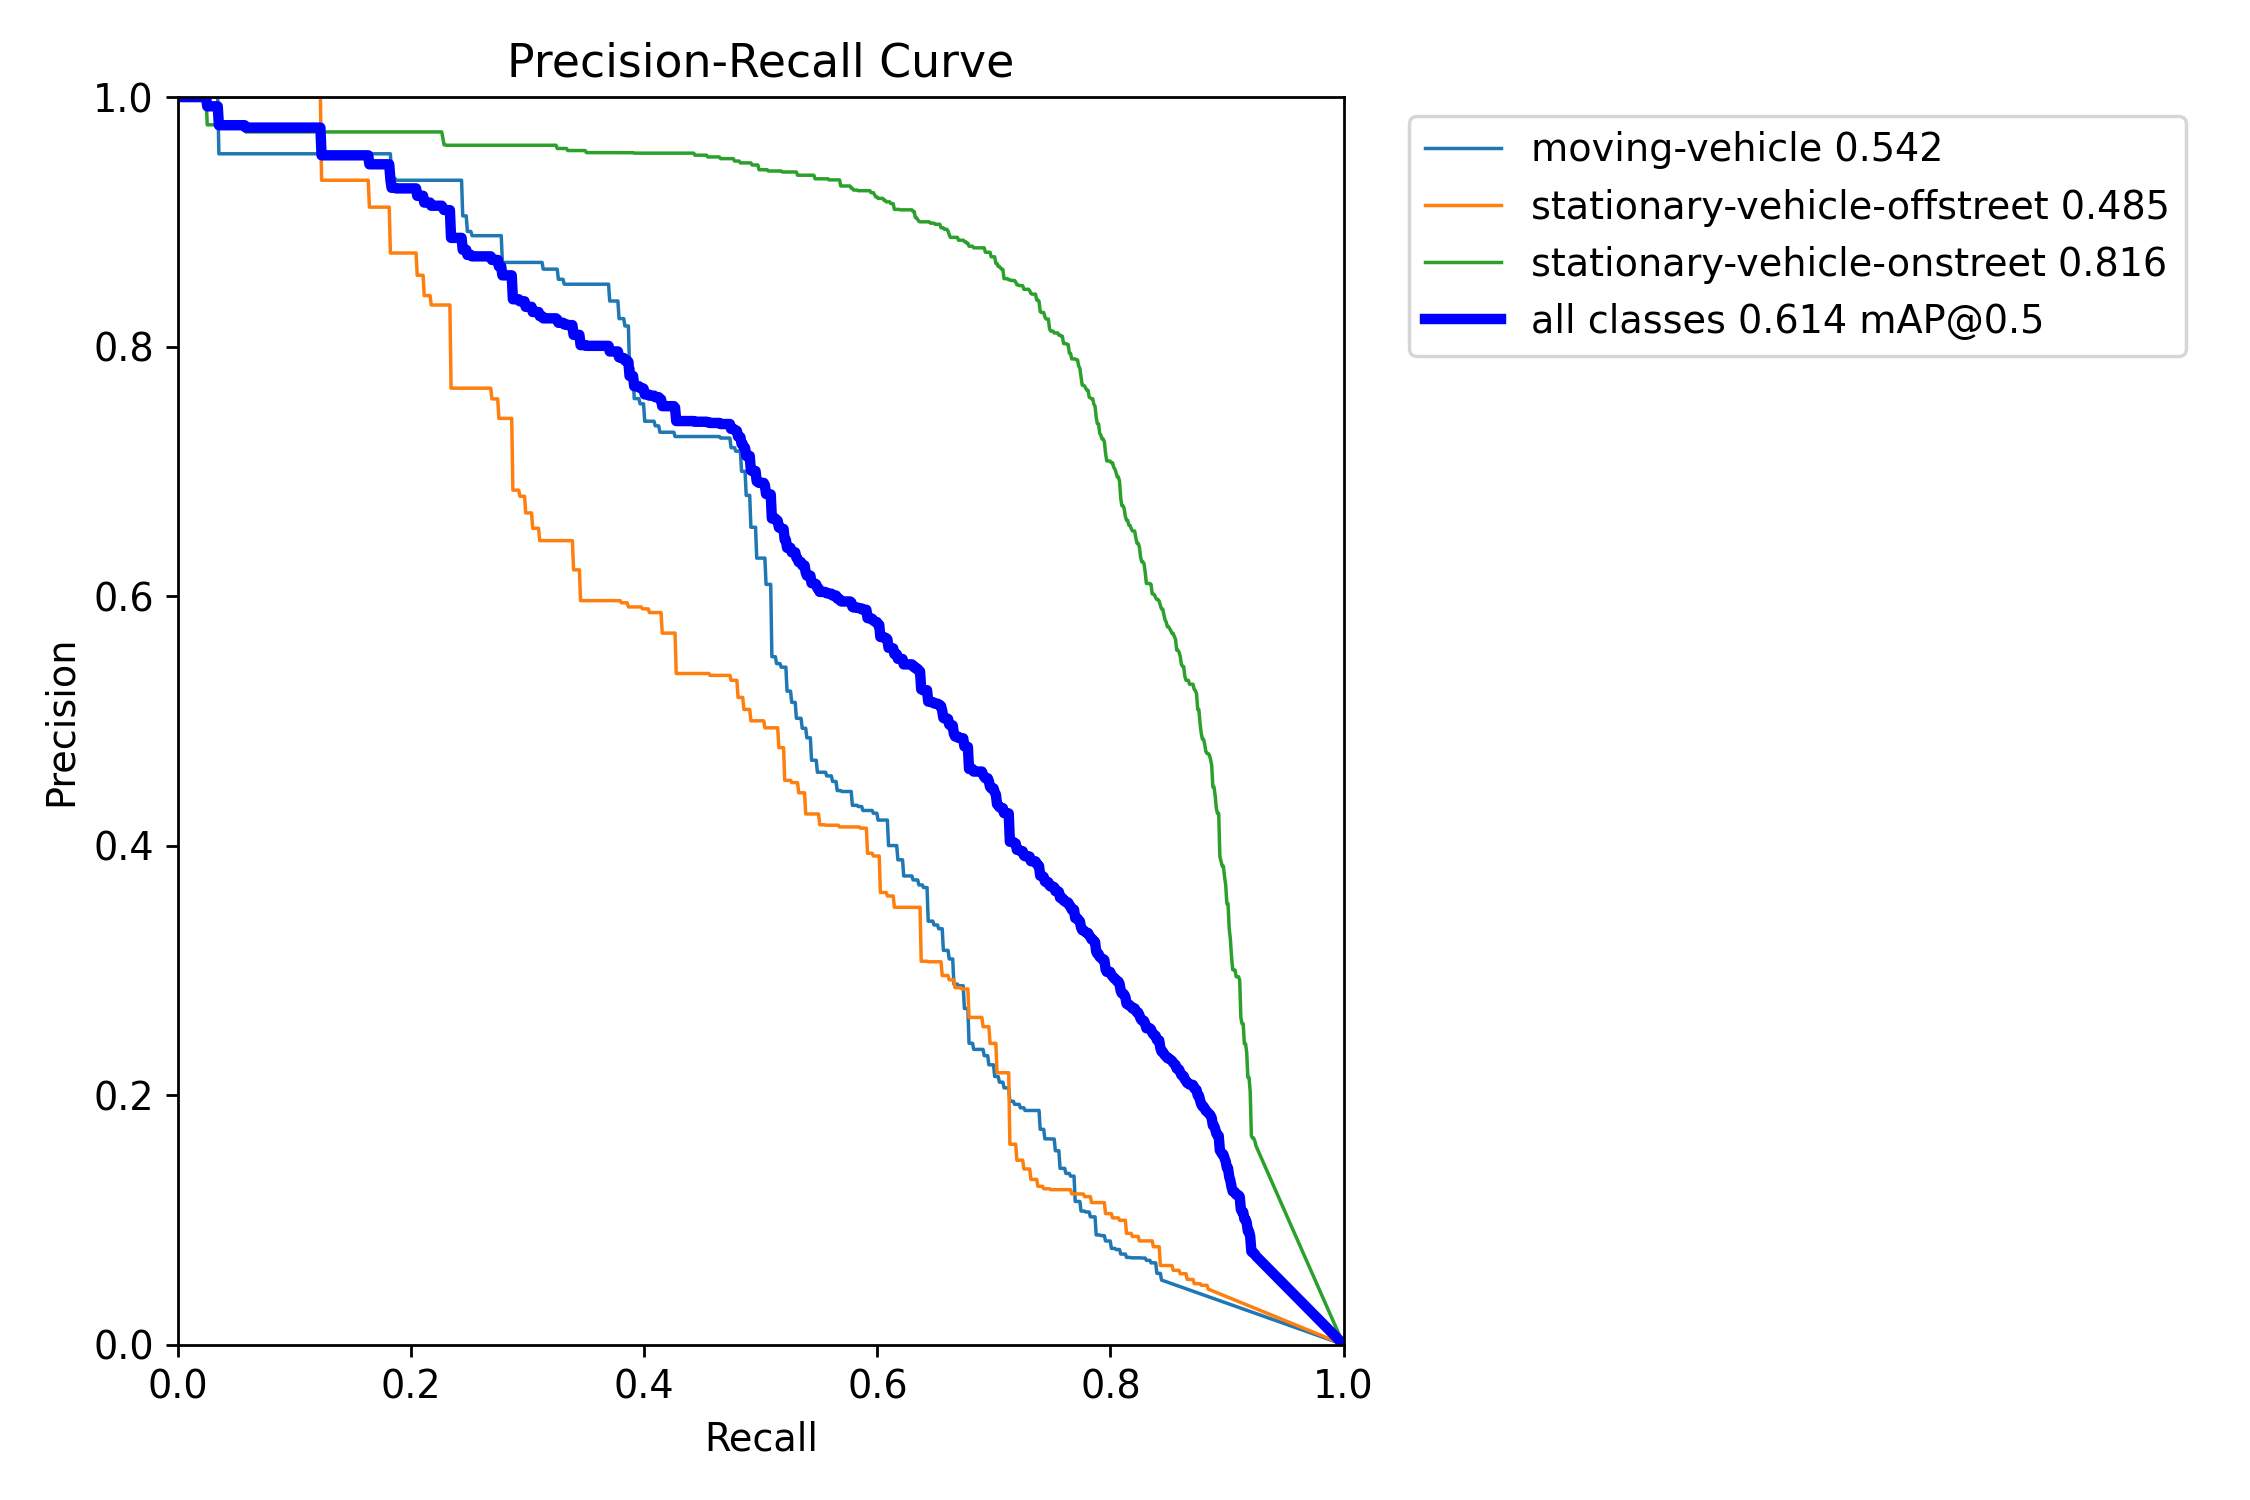 Precision-Recall Curve
1.0
0.8
0.6
0.4
0.2
0.0
Precision
0.0 0.2 0.4 0.6 0.8 1.0
Recall
moving-vehicle 0.542
stationary-vehicle-offstreet 0.485
stationary-vehicle-onstreet 0.816
all classes 0.614 mAP@0.5